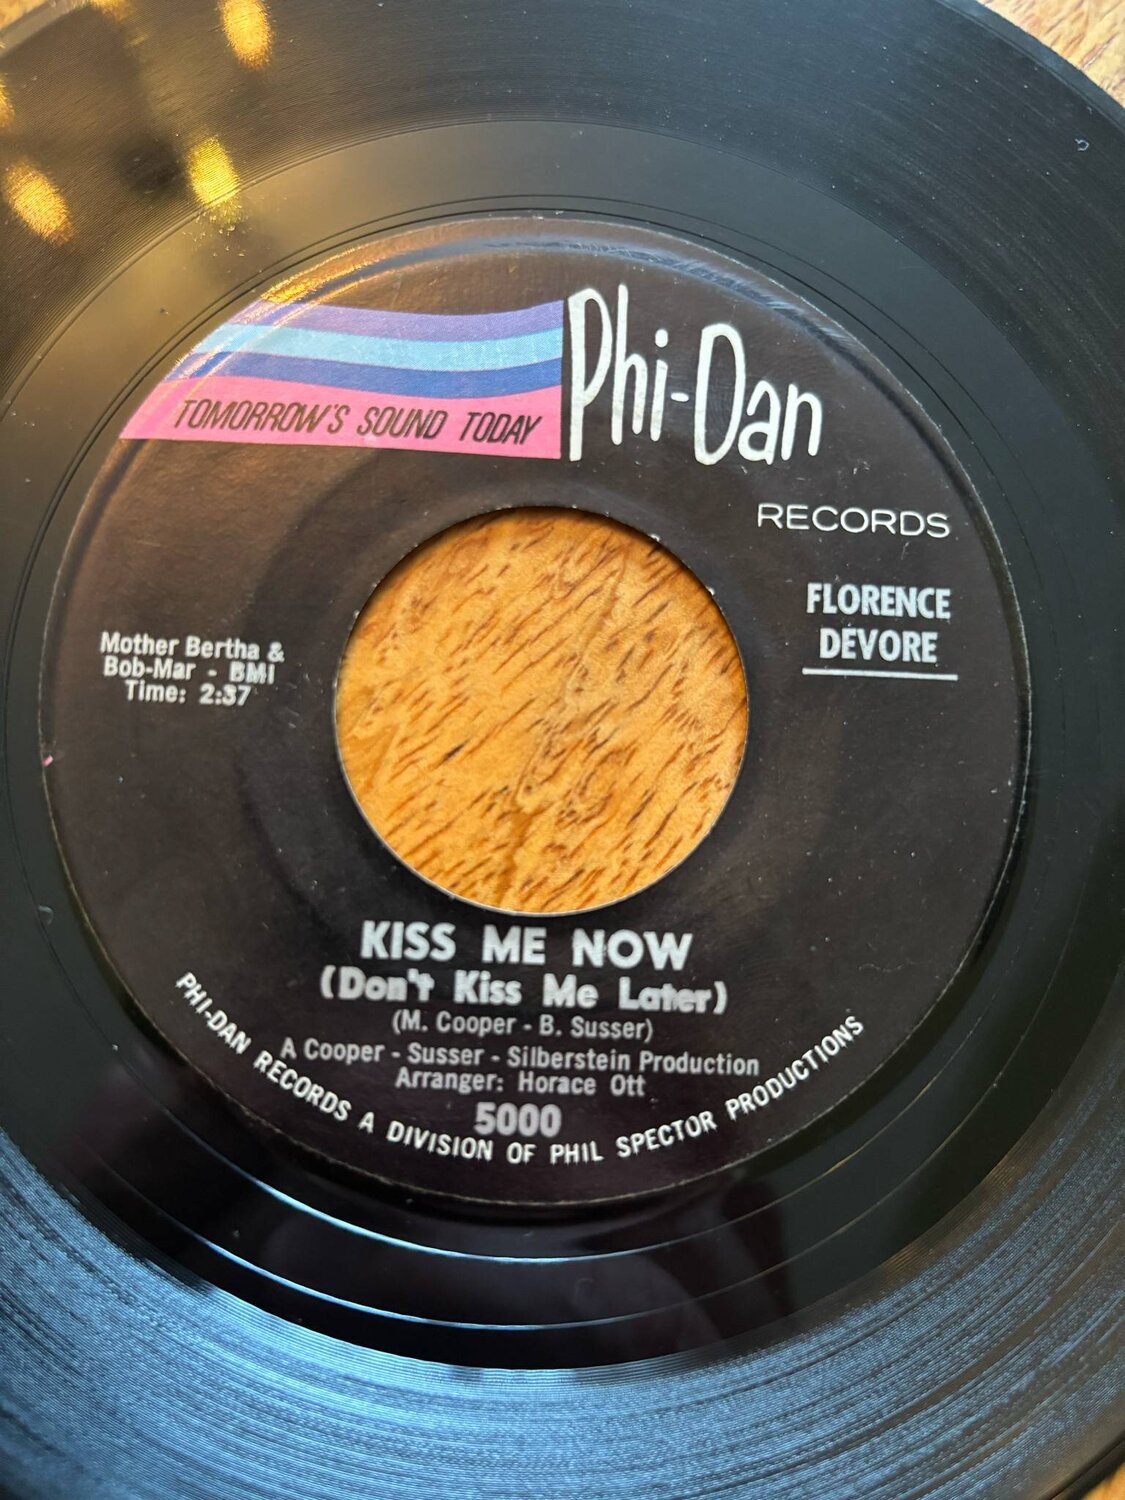 TOMORROW'S SOUND TODAY
Phi-Dan
RECORDS
FLORENCE
DEVORE
Mother Bertha &
Bob-Mar - BMI
Time: 2:37
KISS ME NOW
(Don't Kiss Me Later)
(M. Cooper - B. Susser)
A Cooper - Susser - Silberstein Production
Arranger: Horace Ott
5000
PHI-DAN RECORDS A DIVISION OF PHIL SPECTOR PRODUCTIONS